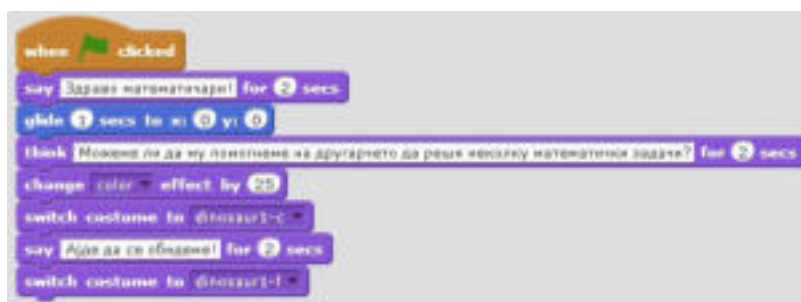 when clicked
say Здраво математичари! for 2 secs
glide 1 secs to x: 0 y: 0
think Можеме ли да му помогнеме на другарчето да реши неколку математички задачи? for 2 secs
change color effect by 25
switch costume to dinosaur1-c
say Ајде да се обидеме! for 2 secs
switch costume to dinosaur1-f